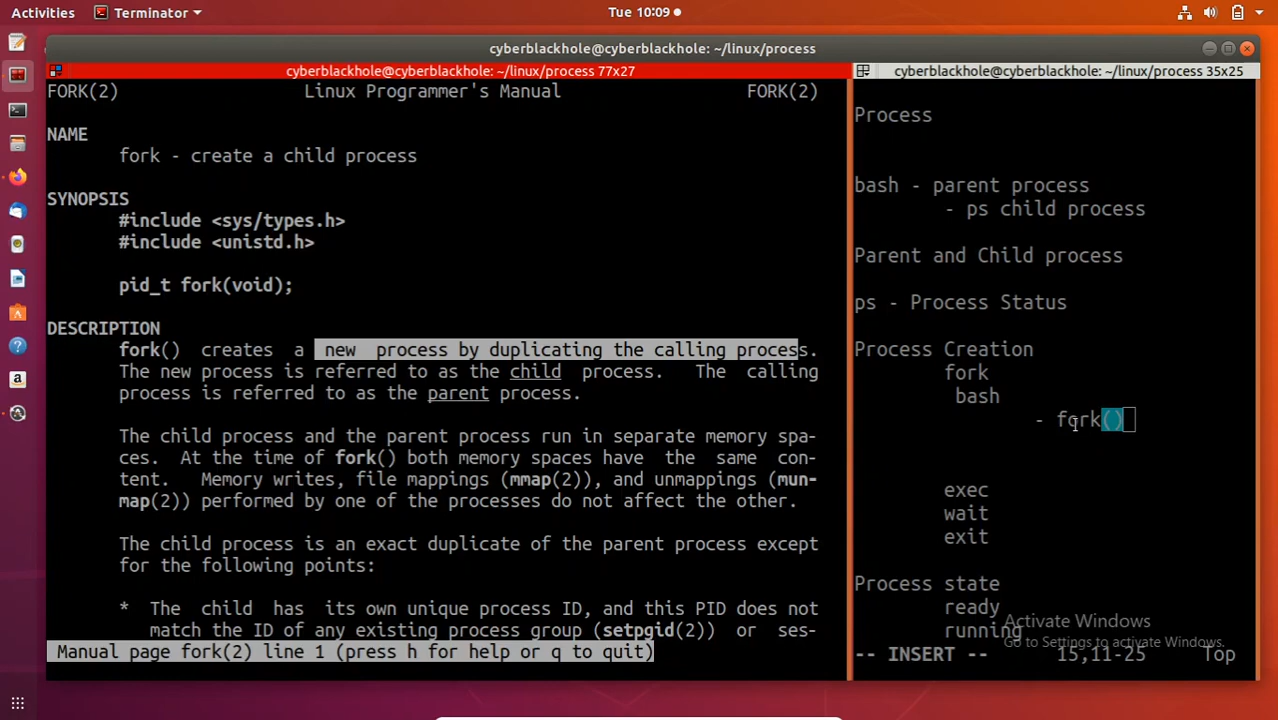 Activities Terminator Tue 10:09
cyberblackhole@cyberblackhole: ~/linux/process
cyberblackhole@cyberblackhole: ~/linux/process 77x27
FORK(2) Linux Programmer's Manual FORK(2)
NAME
fork - create a child process
SYNOPSIS
#include <sys/types.h>
#include <unistd.h>
pid_t fork(void);
DESCRIPTION
fork() creates a new process by duplicating the calling process.
The new process is referred to as the child process. The calling
process is referred to as the parent process.
The child process and the parent process run in separate memory spa-
ces. At the time of fork() both memory spaces have the same con-
tent. Memory writes, file mappings (mmap(2)), and unmappings (mun-
map(2)) performed by one of the processes do not affect the other.
The child process is an exact duplicate of the parent process except
for the following points:
* The child has its own unique process ID, and this PID does not
match the ID of any existing process group (setpgid(2)) or ses-
Manual page fork(2) line 1 (press h for help or q to quit)
cyberblackhole@cyberblackhole: ~/linux/process 35x25
Process
bash - parent process
- ps child process
Parent and Child process
ps - Process Status
Process Creation
fork
bash
- fork()
exec
wait
exit
Process state
ready
running
-- INSERT -- 15,11-25 Top
Activate Windows
Go to Settings to activate Windows.